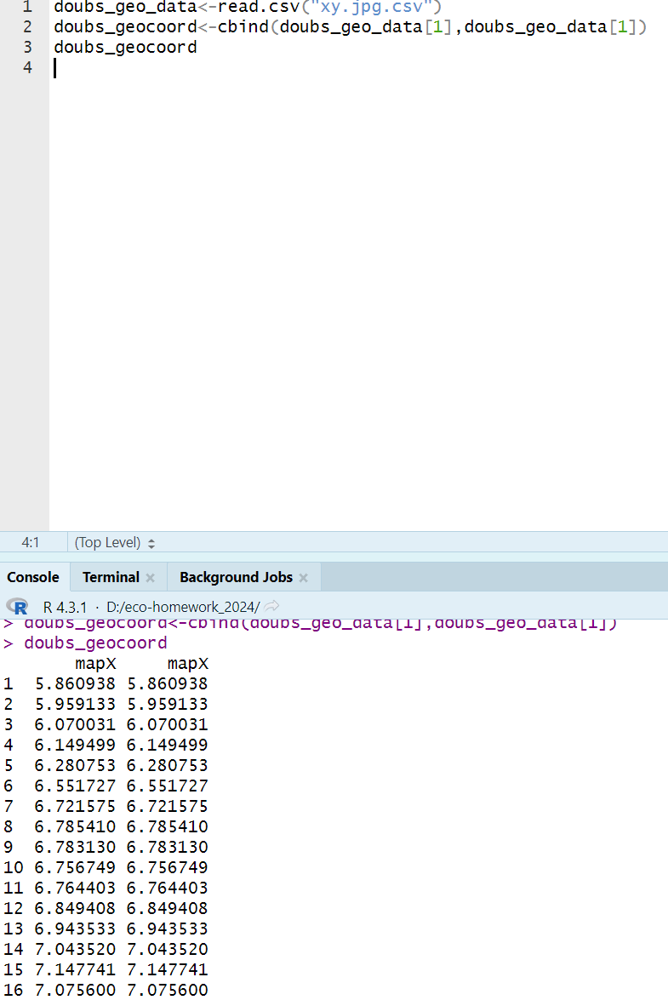 1 doubs_geo_data<-read.csv("xy.jpg.csv")
2 doubs_geocoord<-cbind(doubs_geo_data[1],doubs_geo_data[1])
3 doubs_geocoord
4
4:1 (Top Level)
Console Terminal Background Jobs
R R 4.3.1 · D:/eco-homework_2024/
> doubs_geocoord<-cbind(doubs_geo_data[1],doubs_geo_data[1])
> doubs_geocoord
mapX mapX
1 5.860938 5.860938
2 5.959133 5.959133
3 6.070031 6.070031
4 6.149499 6.149499
5 6.280753 6.280753
6 6.551727 6.551727
7 6.721575 6.721575
8 6.785410 6.785410
9 6.783130 6.783130
10 6.756749 6.756749
11 6.764403 6.764403
12 6.849408 6.849408
13 6.943533 6.943533
14 7.043520 7.043520
15 7.147741 7.147741
16 7.075600 7.075600